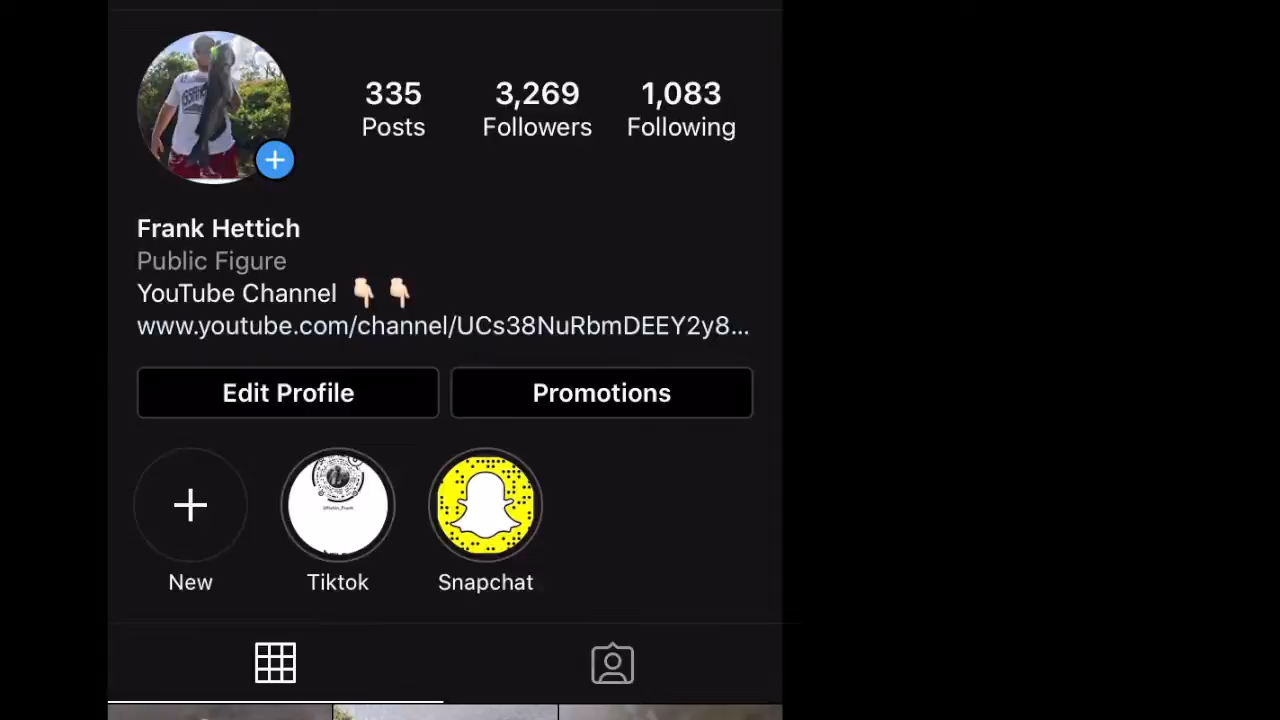 335 3,269 1,083
Posts Followers Following
Frank Hettich
Public Figure
YouTube Channel 👇🏻 👇🏻
www.youtube.com/channel/UCs38NuRbmDEEY2y8...
Edit Profile Promotions
New Tiktok Snapchat